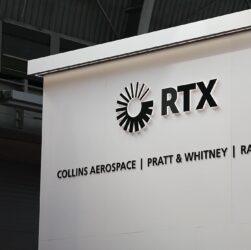 RTX
COLLINS AEROSPACE | PRATT & WHITNEY |